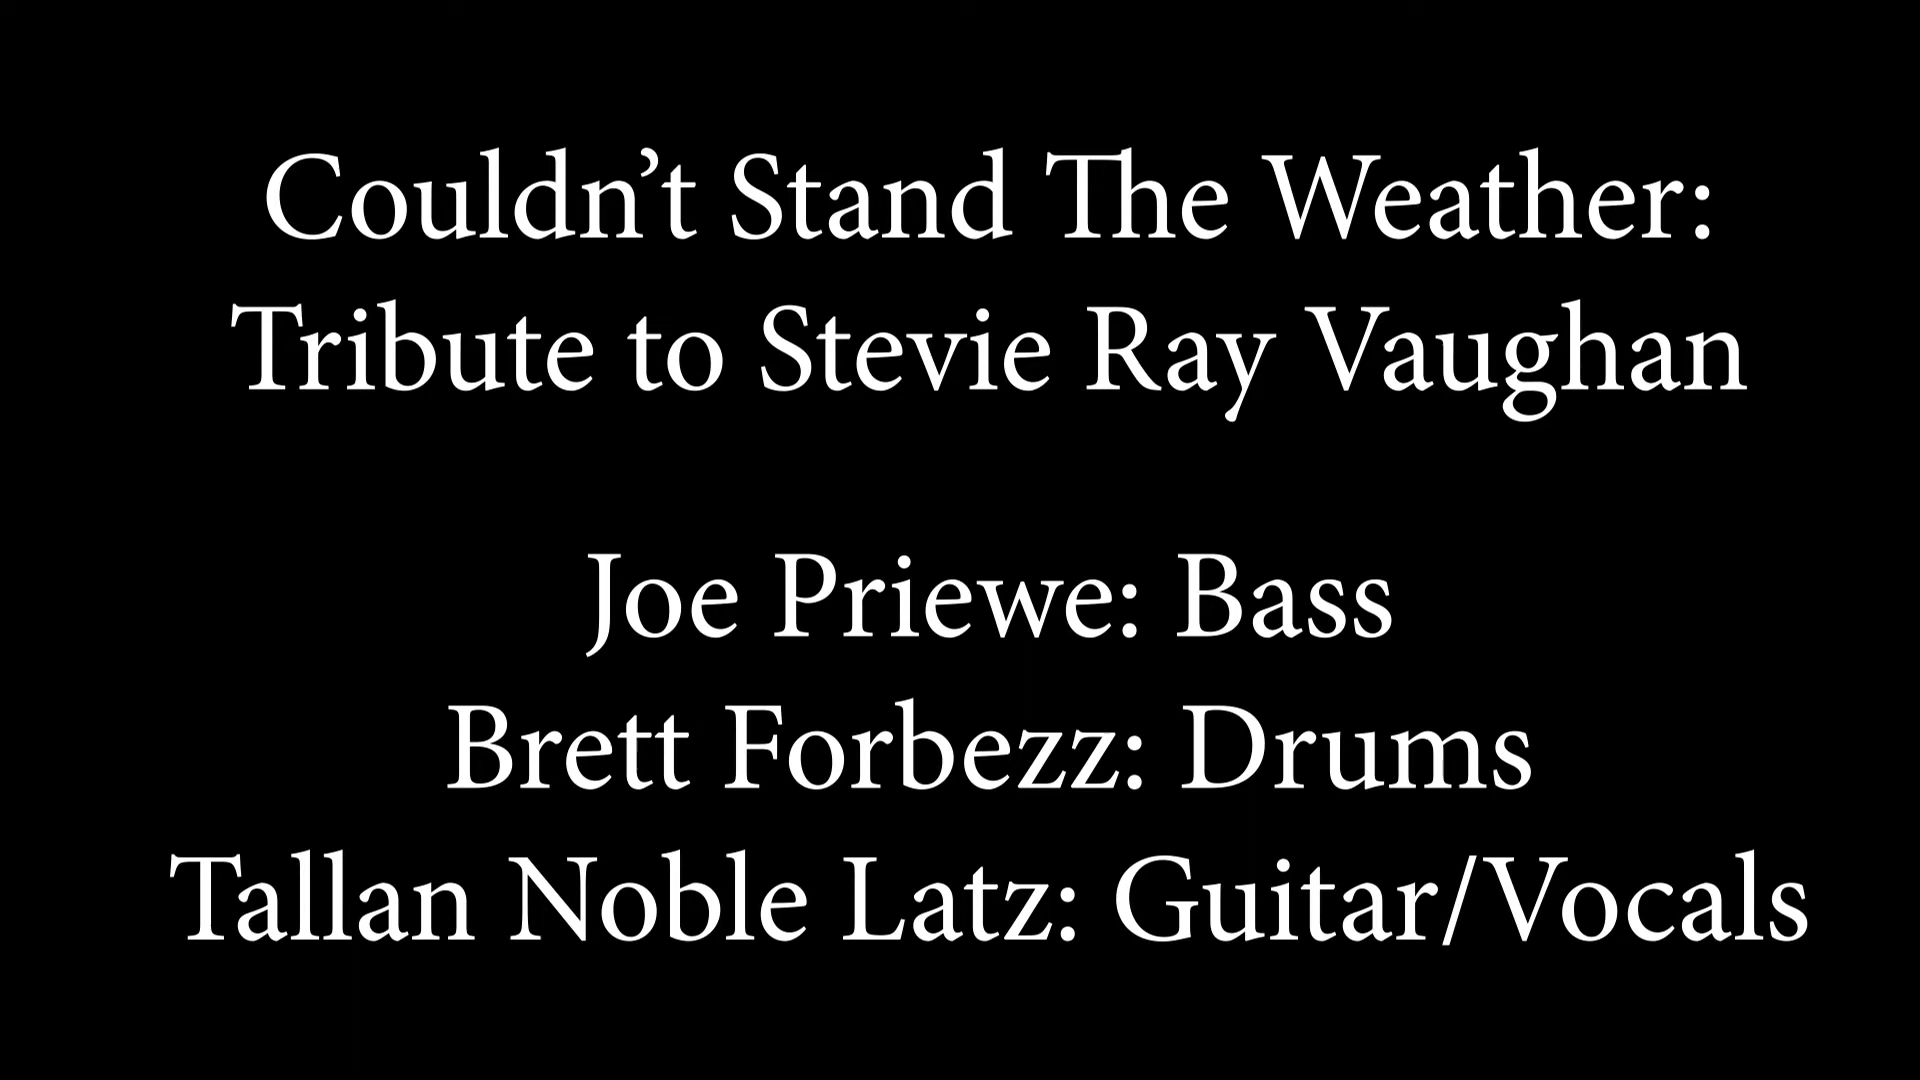 Couldn’t Stand The Weather:
Tribute to Stevie Ray Vaughan
Joe Priewe: Bass
Brett Forbezz: Drums
Tallan Noble Latz: Guitar/Vocals